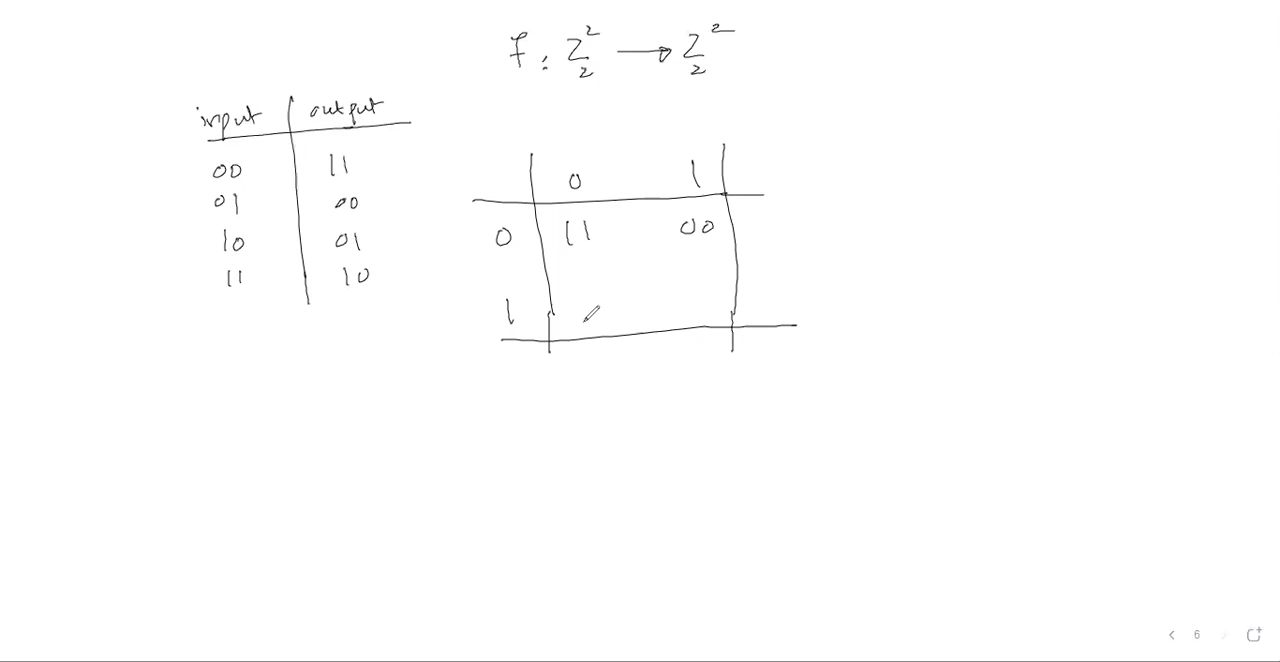 f : Z₂² → Z₂²
input output
00 11
01 00
10 01
11 10
0 1
0 11 00
1
6